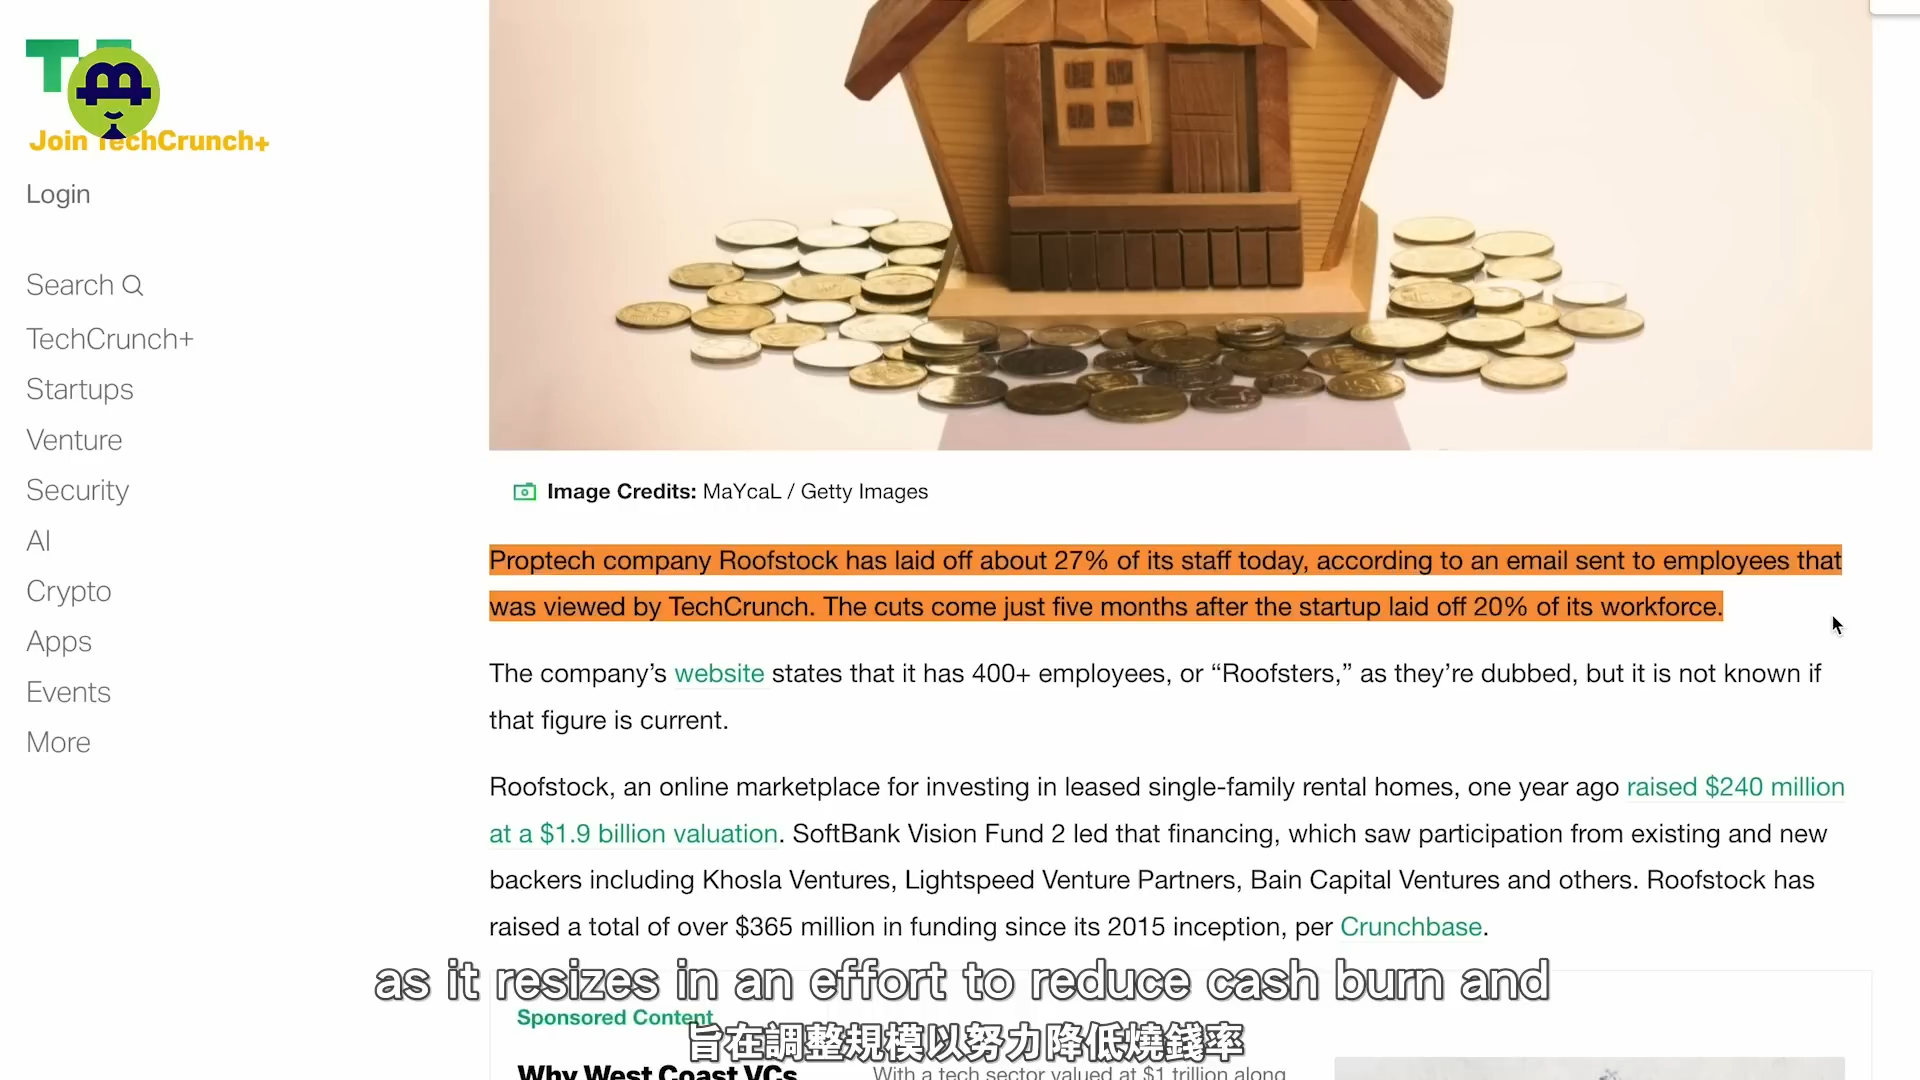 Join TechCrunch+
Login
Search
TechCrunch+
Startups
Venture
Security
AI
Crypto
Apps
Events
More
Image Credits: MaYcaL / Getty Images
Proptech company Roofstock has laid off about 27% of its staff today, according to an email sent to employees that
was viewed by TechCrunch. The cuts come just five months after the startup laid off 20% of its workforce.
The company’s website states that it has 400+ employees, or “Roofsters,” as they’re dubbed, but it is not known if
that figure is current.
Roofstock, an online marketplace for investing in leased single-family rental homes, one year ago raised $240 million
at a $1.9 billion valuation. SoftBank Vision Fund 2 led that financing, which saw participation from existing and new
backers including Khosla Ventures, Lightspeed Venture Partners, Bain Capital Ventures and others. Roofstock has
raised a total of over $365 million in funding since its 2015 inception, per Crunchbase.
as it resizes in an effort to reduce cash burn and
Sponsored Content
旨在調整規模以努力降低燒錢率
Why West Coast VCs
With a tech sector valued at $1 trillion along